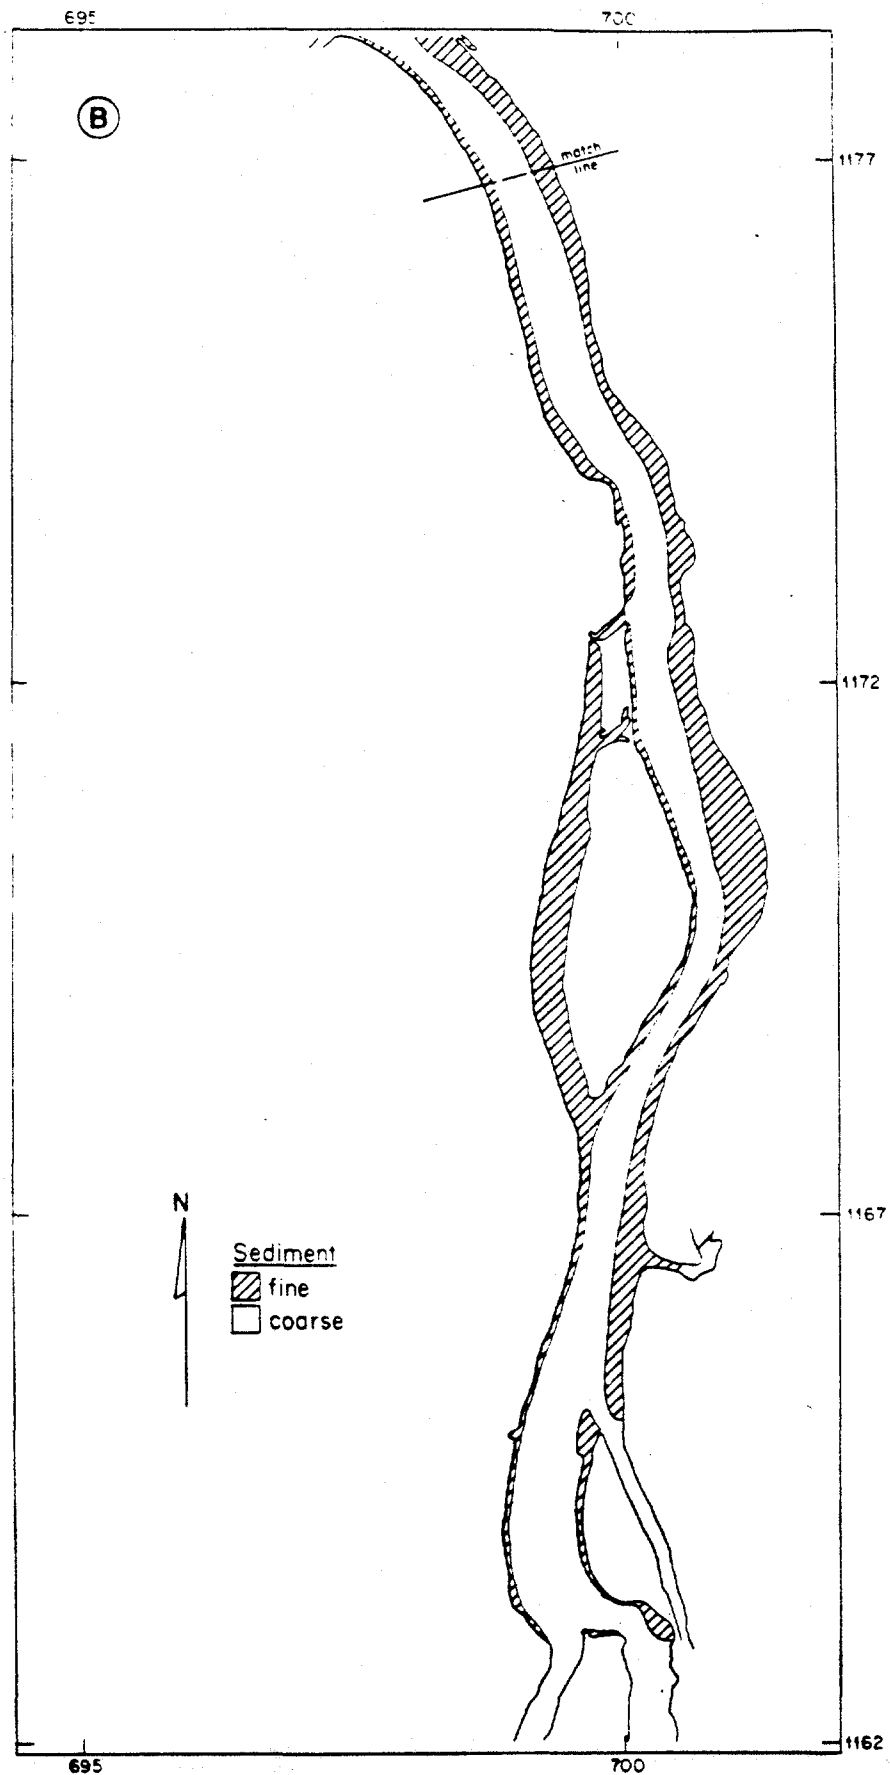 695 700
B
match
line
1177
1172
N
1167
Sediment
fine
coarse
1162
695 700